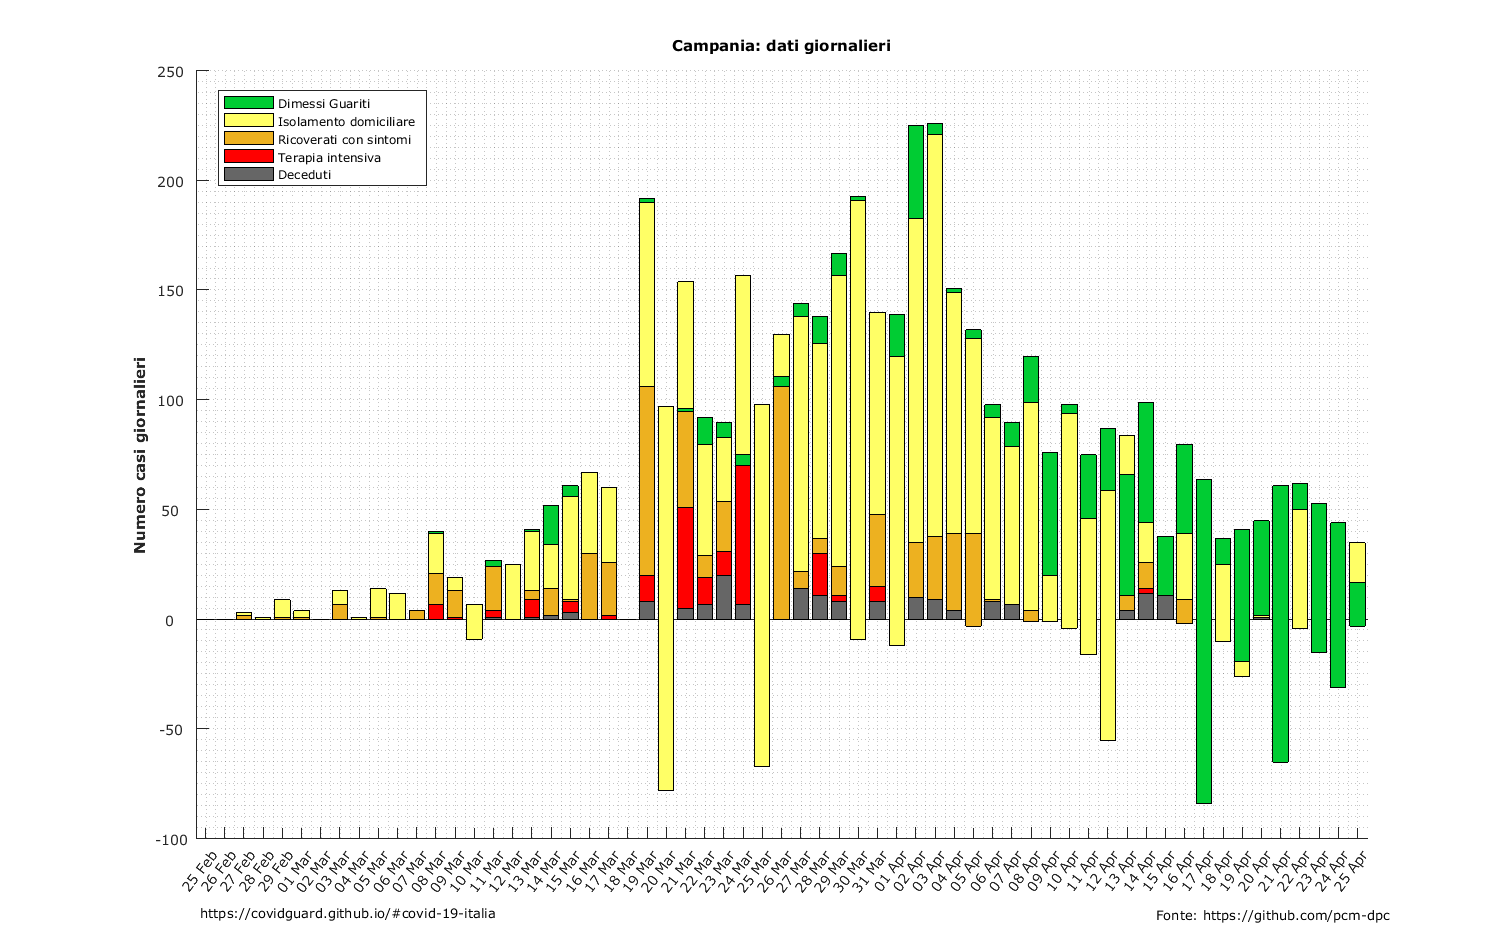 Campania: dati giornalieri
250
200
150
100
50
0
-50
-100
Numero casi giornalieri
Dimessi Guariti
Isolamento domiciliare
Ricoverati con sintomi
Terapia intensiva
Deceduti
25 Feb
26 Feb
27 Feb
28 Feb
29 Feb
01 Mar
02 Mar
03 Mar
04 Mar
05 Mar
06 Mar
07 Mar
08 Mar
09 Mar
10 Mar
11 Mar
12 Mar
13 Mar
14 Mar
15 Mar
16 Mar
17 Mar
18 Mar
19 Mar
20 Mar
21 Mar
22 Mar
23 Mar
24 Mar
25 Mar
26 Mar
27 Mar
28 Mar
29 Mar
30 Mar
31 Mar
01 Apr
02 Apr
03 Apr
04 Apr
05 Apr
06 Apr
07 Apr
08 Apr
09 Apr
10 Apr
11 Apr
12 Apr
13 Apr
14 Apr
15 Apr
16 Apr
17 Apr
18 Apr
19 Apr
20 Apr
21 Apr
22 Apr
23 Apr
24 Apr
25 Apr
https://covidguard.github.io/#covid-19-italia
Fonte: https://github.com/pcm-dpc